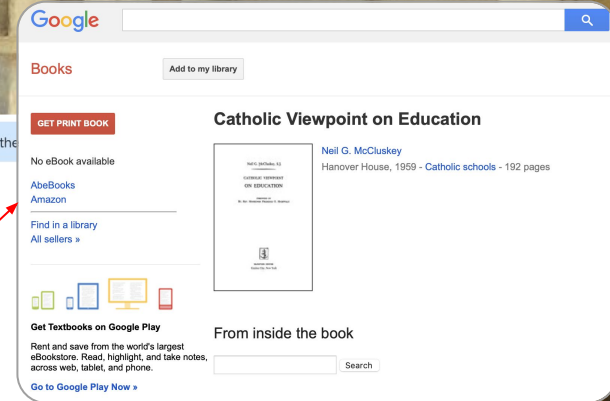 Google
Books
Add to my library
the
GET PRINT BOOK
No eBook available
AbeBooks
Amazon
Find in a library
All sellers »
Get Textbooks on Google Play
Rent and save from the world's largest
eBookstore. Read, highlight, and take notes,
across web, tablet, and phone.
Go to Google Play Now »
Catholic Viewpoint on Education
CATHOLIC VIEWPOINT
ON EDUCATION
Neil G. McCluskey
Hanover House, 1959 - Catholic schools - 192 pages
From inside the book
Search